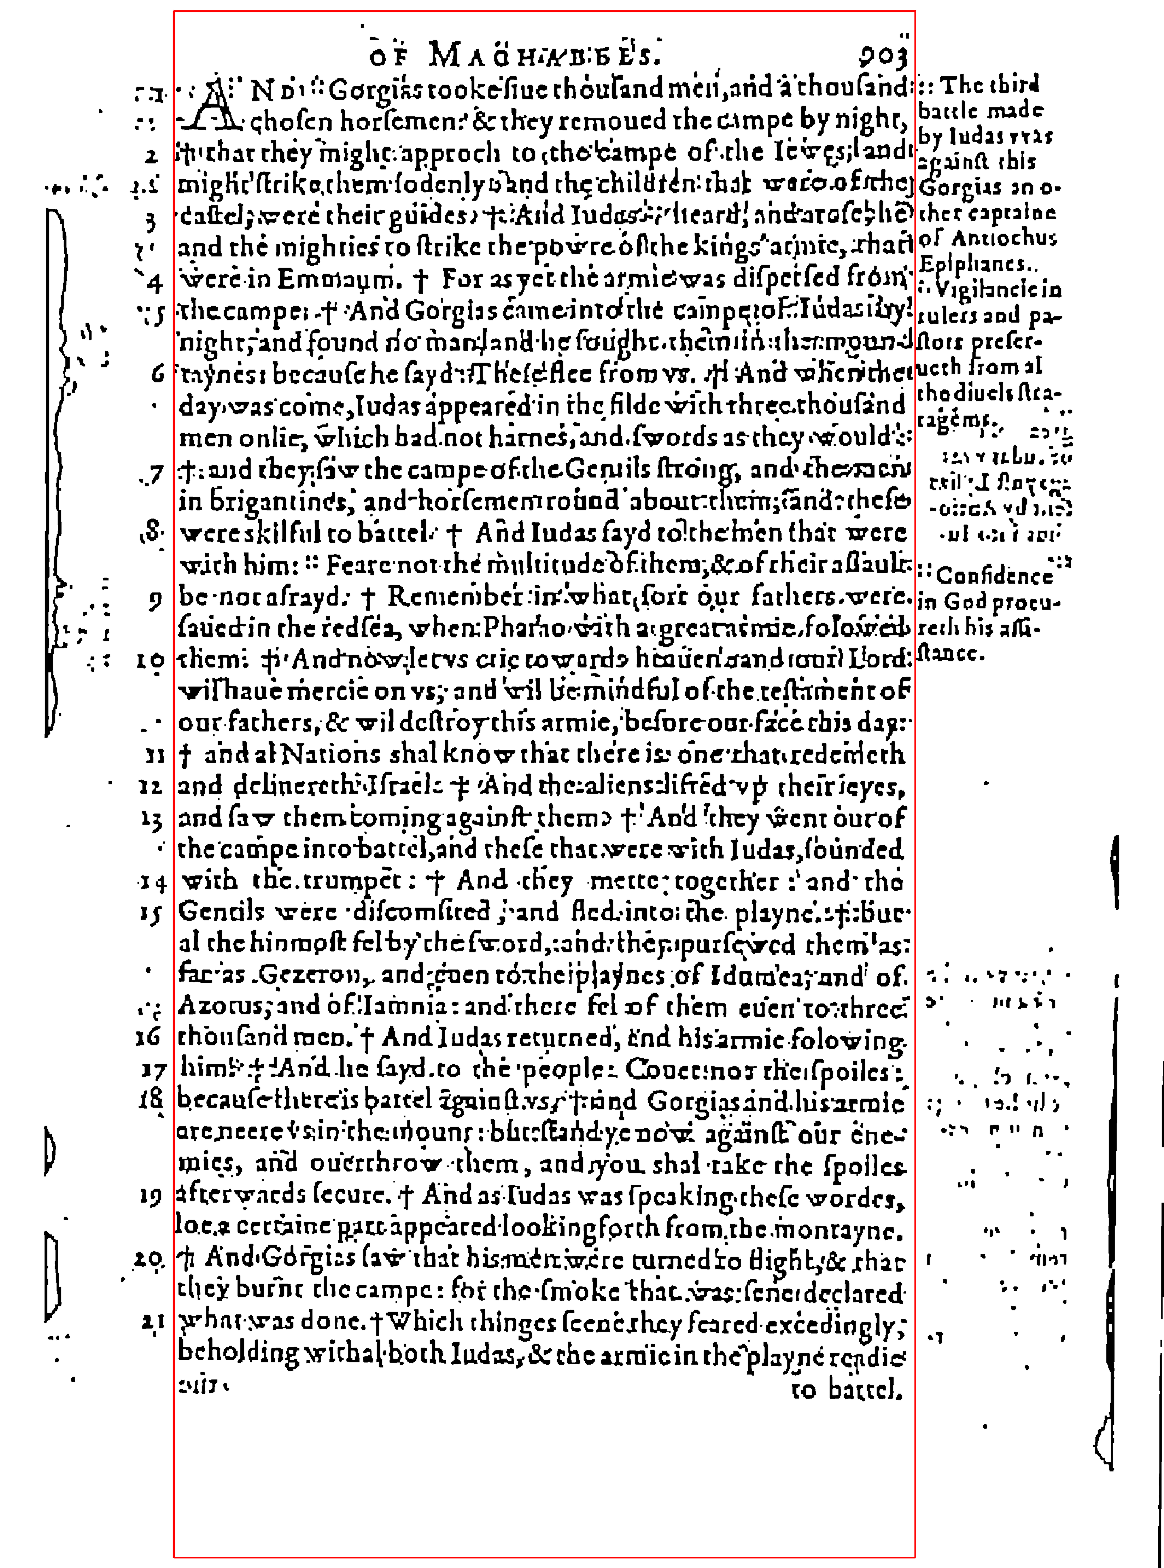 OF MACHABEES. 903
AND Gorgias tooke fiue thouſand men, and a thouſand
choſen horſemen: & they remoued the campe by night,
2 † that they might approch to the campe of the Iewes, and
might ſtrike them ſodenly: and the children that were of the
3 caſtel, were their guides. † And Iudas heard, and aroſe he
and the mighties to ſtrike the powre of the kings armie, that
4 were in Emmaum. † For as yet the armie was diſperſed from
5 the campe. † And Gorgias came into the campe of Iudas by
night, and found no man, and he ſought them in the moun-
6 taynes: becauſe he ſayd: Theſe flee from vs. † And when the
day was come, Iudas appeared in the filde with three thouſand
men onlie, which had not harnes, and ſwords as they would:
7 † and they ſaw the campe of the Gentils ſtrong, and the men
in brigantines, and horſemen round about them, and theſe
8 were skilful to battel. † And Iudas ſayd to the men that were
with him: :: Feare not the multitude of them, & of their aſſault
9 be not afrayd. † Remember in what ſort our fathers were
ſaued in the red ſea, when Pharao with a great armie folowed
10 them. † And now let vs crie towards heauen: and our Lord
wil haue mercie on vs, and wil be mindful of the teſtament of
our fathers, & wil deſtroy this armie, before our face this day:
11 † and al Nations shal know that there is one that redemeth
12 and deliuereth Iſrael. † And the aliens lifted vp their eyes,
13 and ſaw them coming againſt them. † And they went out of
the campe into battel, and theſe that were with Iudas, ſounded
14 with the trumpet: † And they mette together: and the
15 Gentils were diſcomfited, and fled into the playne. † But
al the hinmoſt fel by the ſword, and they purſewed them as
far as Gezeron, and euen to the playnes of Idumea, and of
Azotus, and of Iamnia: and there fel of them euen to three
16 thouſand men. † And Iudas returned, and his armie folowing
17 him. † And he ſayd to the people: Couet not the ſpoiles:
18 becauſe there is battel againſt vs, † and Gorgias and his armie
are neere vs in the mount: but ſtand ye now againſt our ene-
mies, and ouerthrow them, and you shal take the ſpoiles
19 afterwards ſecure. † And as Iudas was ſpeaking theſe wordes,
loe a certaine part appeared looking forth from the montayne.
20 † And Gorgias ſaw that his men were turned to flight, & that
they burnt the campe: for the ſmoke that was ſene declared
21 what was done. † Which thinges ſeene they feared excedingly,
beholding withal both Iudas, & the armie in the playne readie
to battel.
:: The third
battle made
by Iudas was
againſt this
Gorgias an o-
ther captaine
of Antiochus
Epiphanes.
:: Vigilancie in
rulers and pa-
ſtors preſer-
ueth from al
the diuels ſtra-
tagems.
:: Confidence
in God procu-
reth his aſſi-
ſtance.